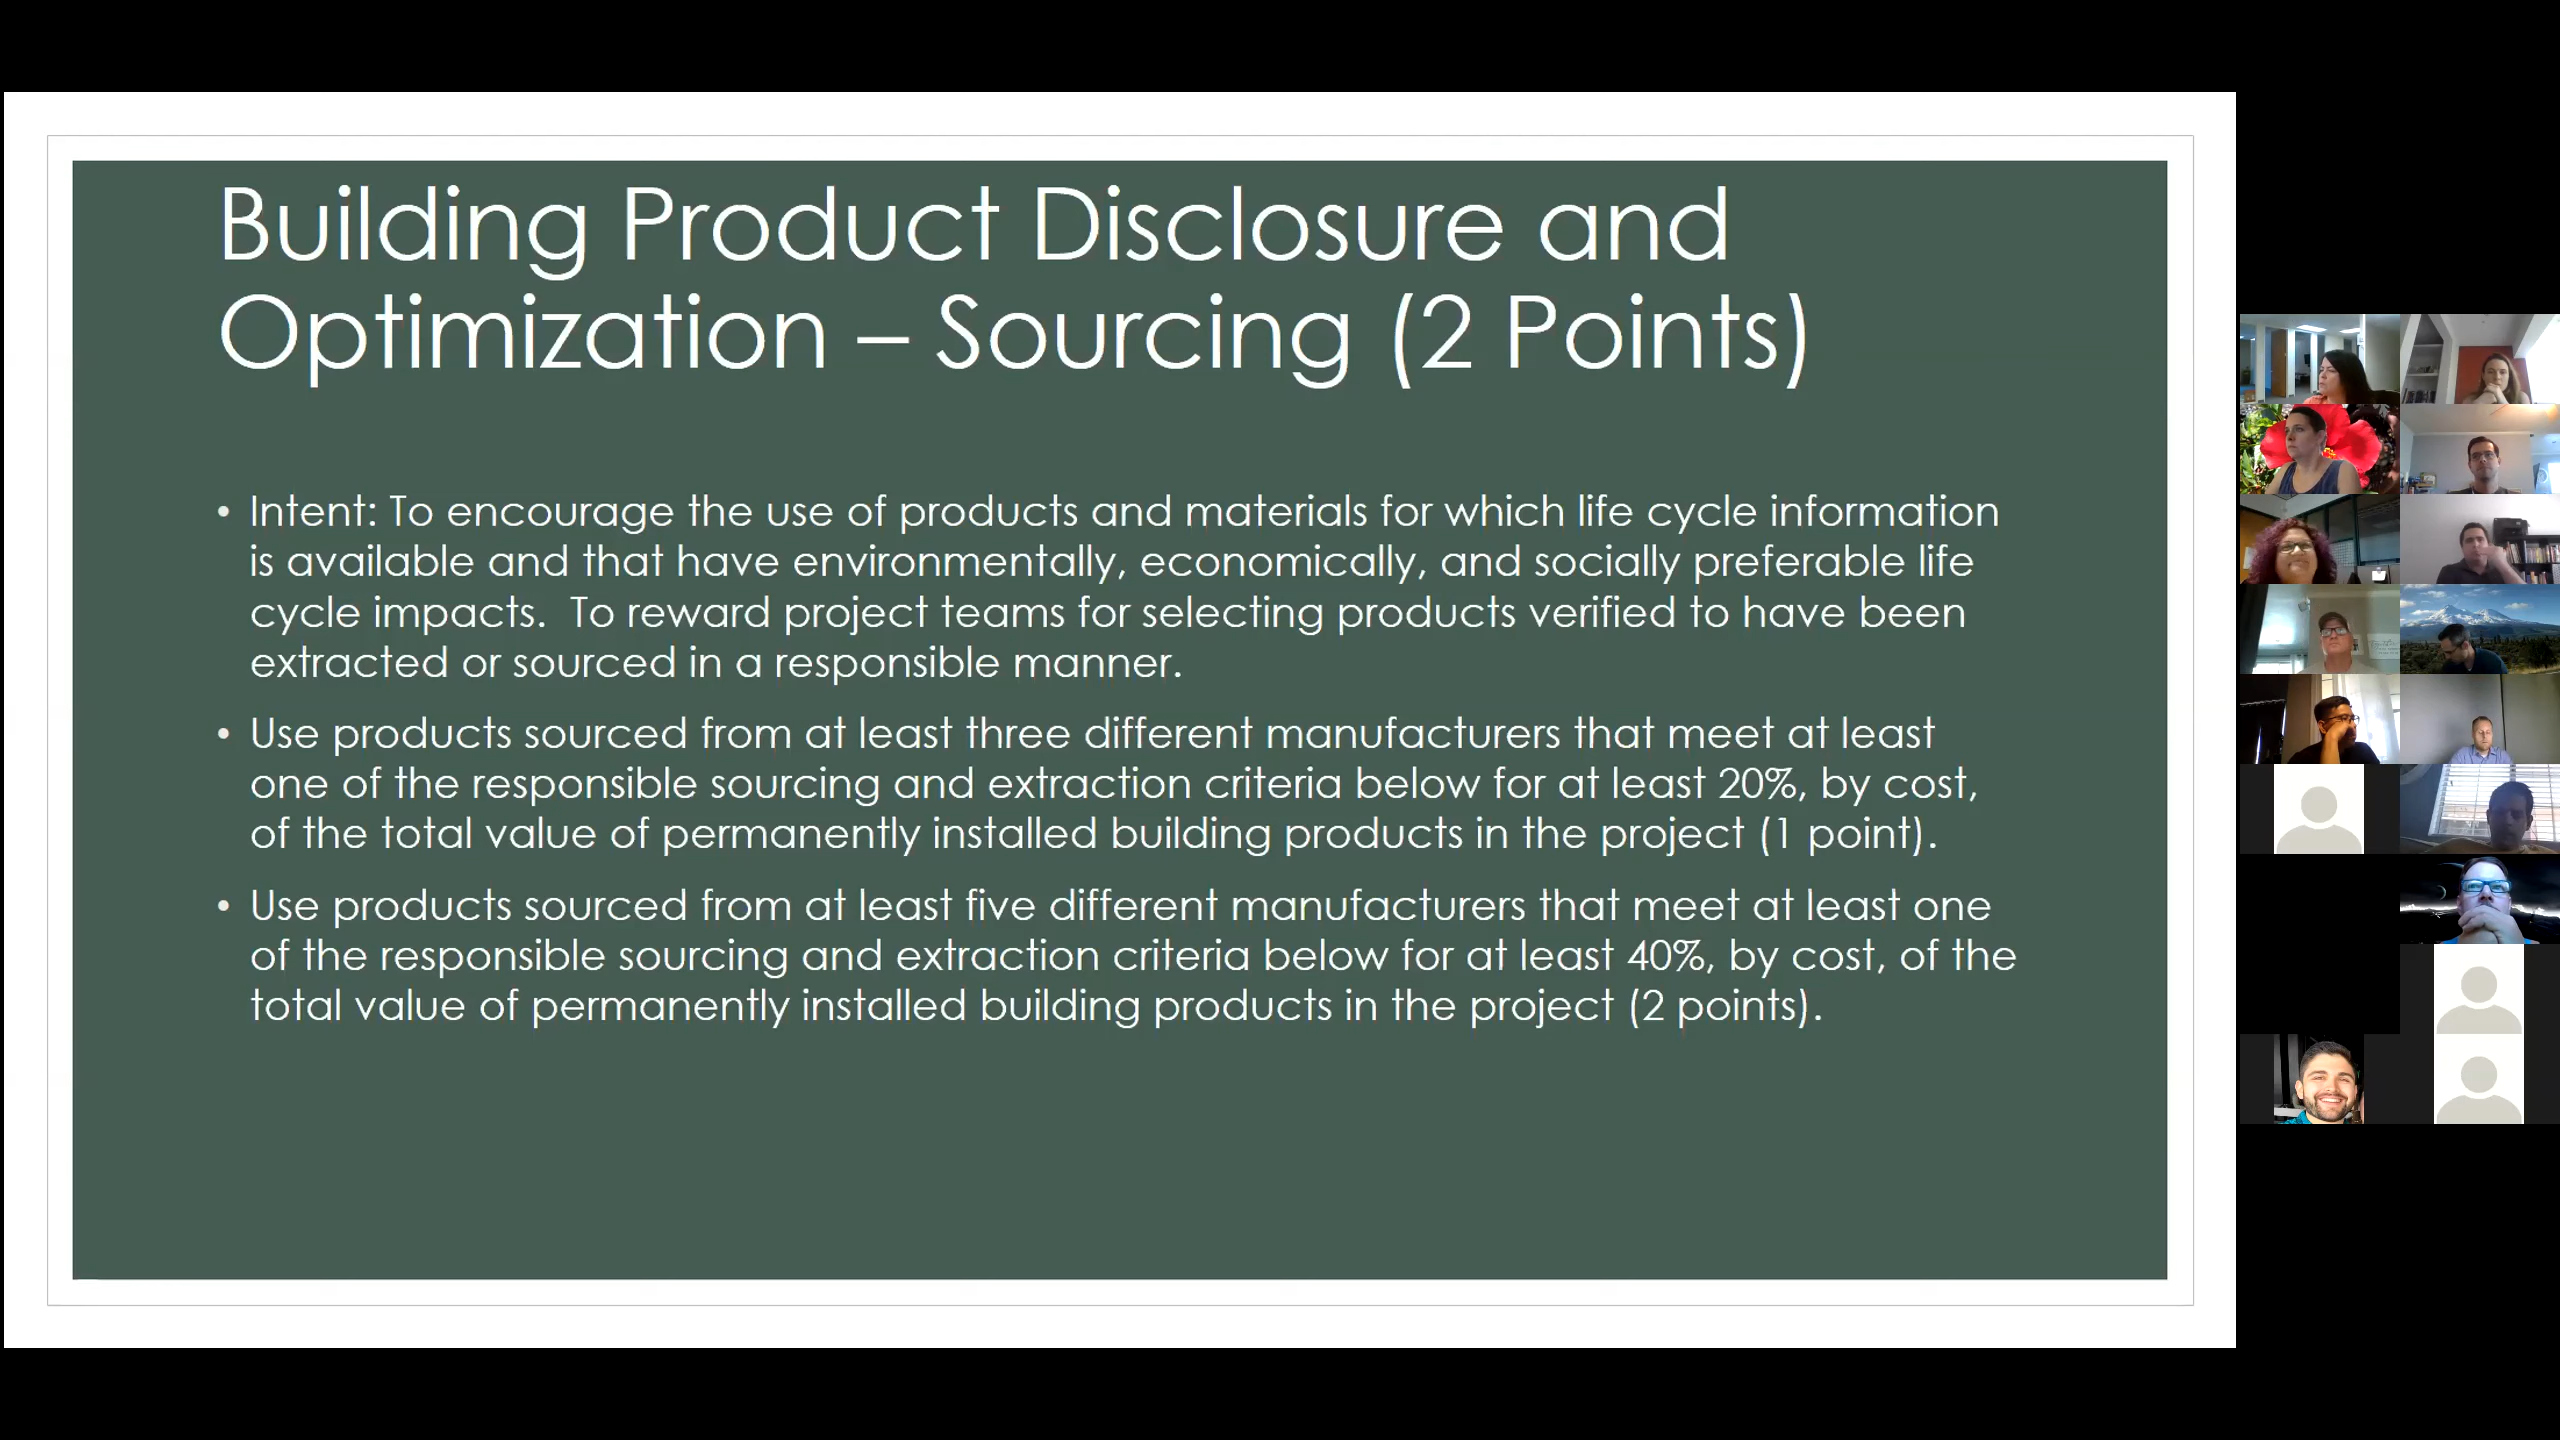 Building Product Disclosure and
Optimization – Sourcing (2 Points)
• Intent: To encourage the use of products and materials for which life cycle information
is available and that have environmentally, economically, and socially preferable life
cycle impacts.  To reward project teams for selecting products verified to have been
extracted or sourced in a responsible manner.
• Use products sourced from at least three different manufacturers that meet at least
one of the responsible sourcing and extraction criteria below for at least 20%, by cost,
of the total value of permanently installed building products in the project (1 point).
• Use products sourced from at least five different manufacturers that meet at least one
of the responsible sourcing and extraction criteria below for at least 40%, by cost, of the
total value of permanently installed building products in the project (2 points).